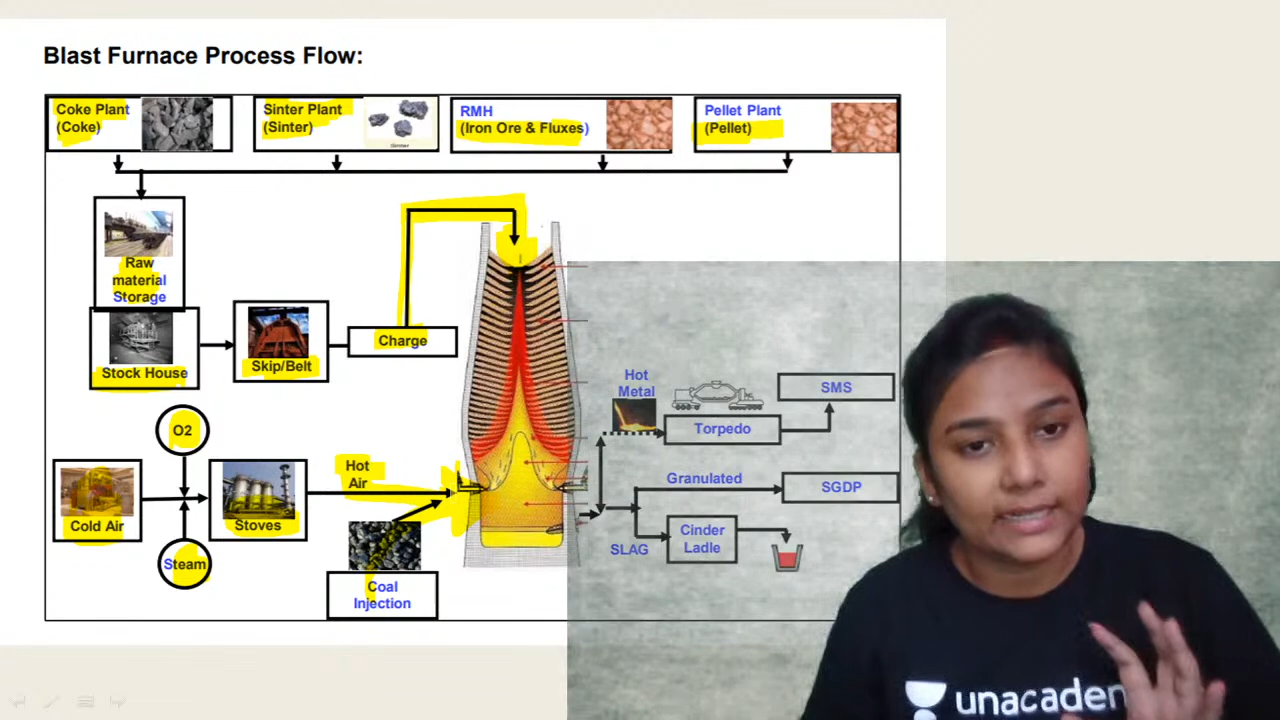 Blast Furnace Process Flow:
Coke Plant
(Coke)
Sinter Plant
(Sinter)
RMH
(Iron Ore & Fluxes)
Pellet Plant
(Pellet)
Raw
material
Storage
Stock House
Skip/Belt
Charge
Hot
Metal
SMS
Torpedo
O2
Hot
Air
Granulated
SGDP
Cold Air
Stoves
Cinder
Ladle
SLAG
Steam
Coal
Injection
unacadem